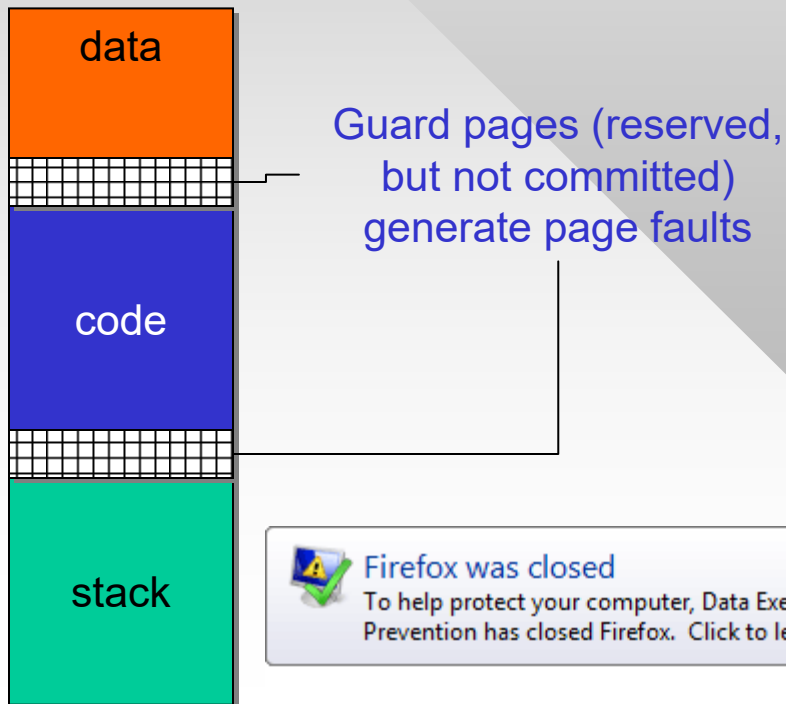 data
Guard pages (reserved,
but not committed)
generate page faults
code
stack
Firefox was closed
To help protect your computer, Data Exe
Prevention has closed Firefox. Click to le